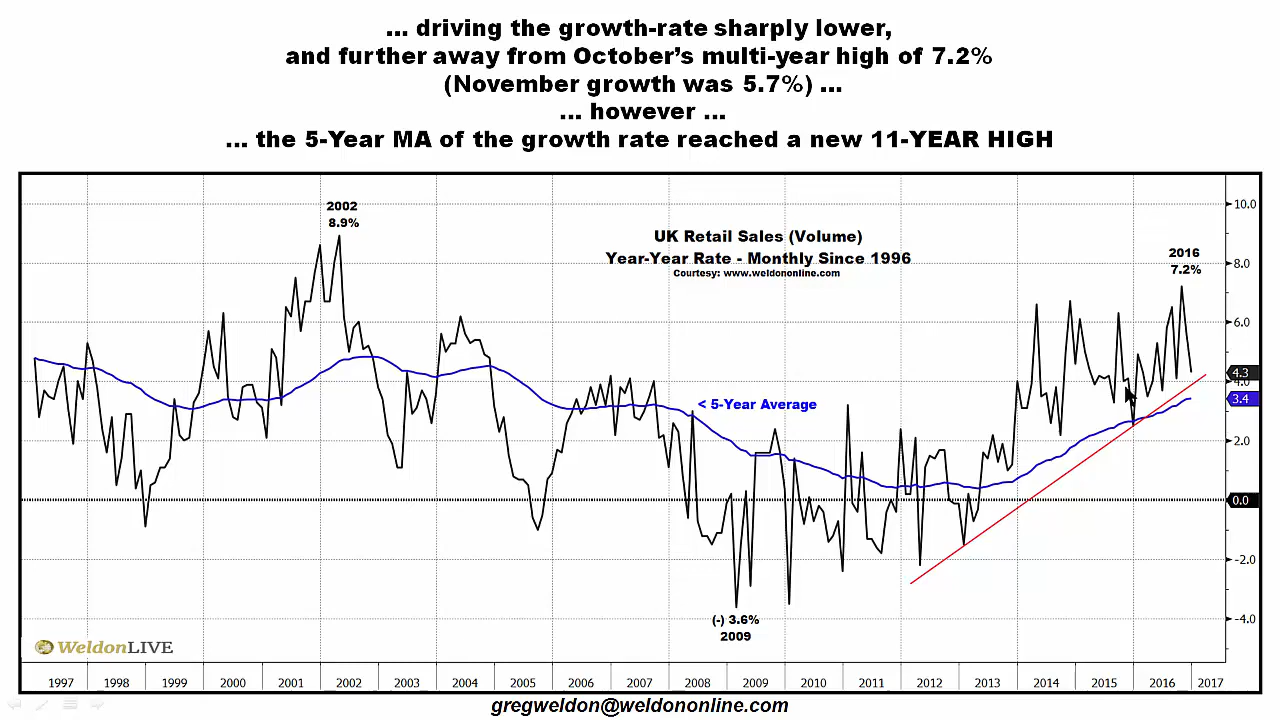 ... driving the growth-rate sharply lower,
and further away from October's multi-year high of 7.2%
(November growth was 5.7%) ...
... however ...
... the 5-Year MA of the growth rate reached a new 11-YEAR HIGH
2002
8.9%
UK Retail Sales (Volume)
Year-Year Rate - Monthly Since 1996
Courtesy: www.weldononline.com
2016
7.2%
< 5-Year Average
(-) 3.6%
2009
10.0
8.0
6.0
4.3
4.0
3.4
2.0
0.0
-2.0
-4.0
WeldonLIVE
1997 1998 1999 2000 2001 2002 2003 2004 2005 2006 2007 2008 2009 2010 2011 2012 2013 2014 2015 2016 2017
gregweldon@weldononline.com